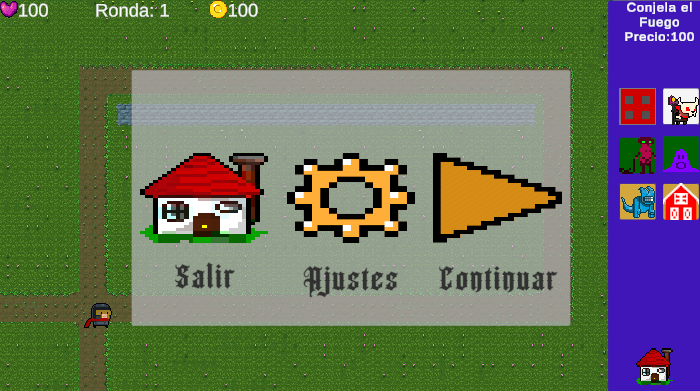 100
Ronda: 1
100
Conjela el
Fuego
Precio:100
Salir
Ajustes
Continuar